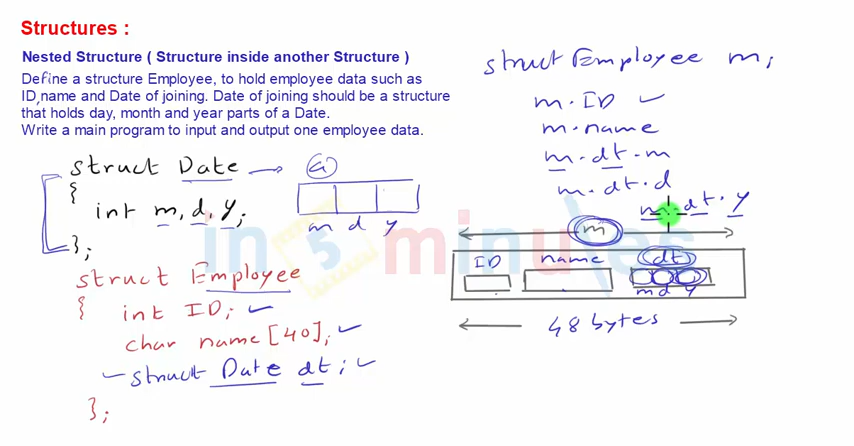 Structures :
Nested Structure ( Structure inside another Structure )
Define a structure Employee, to hold employee data such as
ID,name and Date of joining. Date of joining should be a structure
that holds day, month and year parts of a Date.
Write a main program to input and output one employee data.
struct Date
{
int m, d, y;
};
m d y
struct Employee
{ int ID;
char name[40];
struct Date dt;
};
struct Employee m;
m.ID
m.name
m.dt.m
m.dt.d
m.dt.y
m
ID name dt
m d y
48 bytes
in 5 minutes